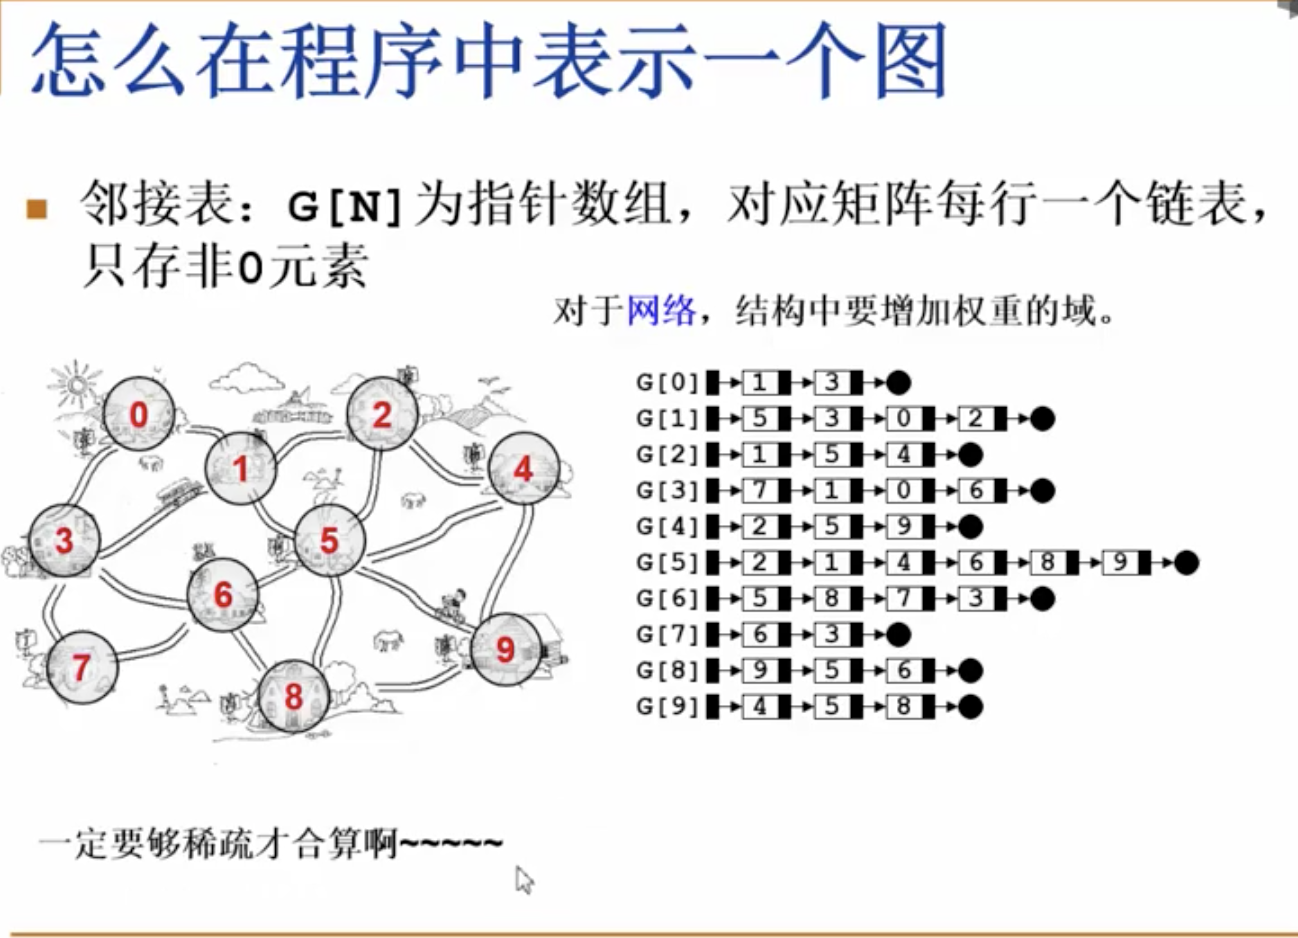 怎么在程序中表示一个图
邻接表：G[N]为指针数组，对应矩阵每行一个链表，
只存非0元素
对于网络，结构中要增加权重的域。
0
2
1
4
3
5
6
7
9
8
G[0] 1 3
G[1] 5 3 0 2
G[2] 1 5 4
G[3] 7 1 0 6
G[4] 2 5 9
G[5] 2 1 4 6 8 9
G[6] 5 8 7 3
G[7] 6 3
G[8] 9 5 6
G[9] 4 5 8
一定要够稀疏才合算啊~~~~~